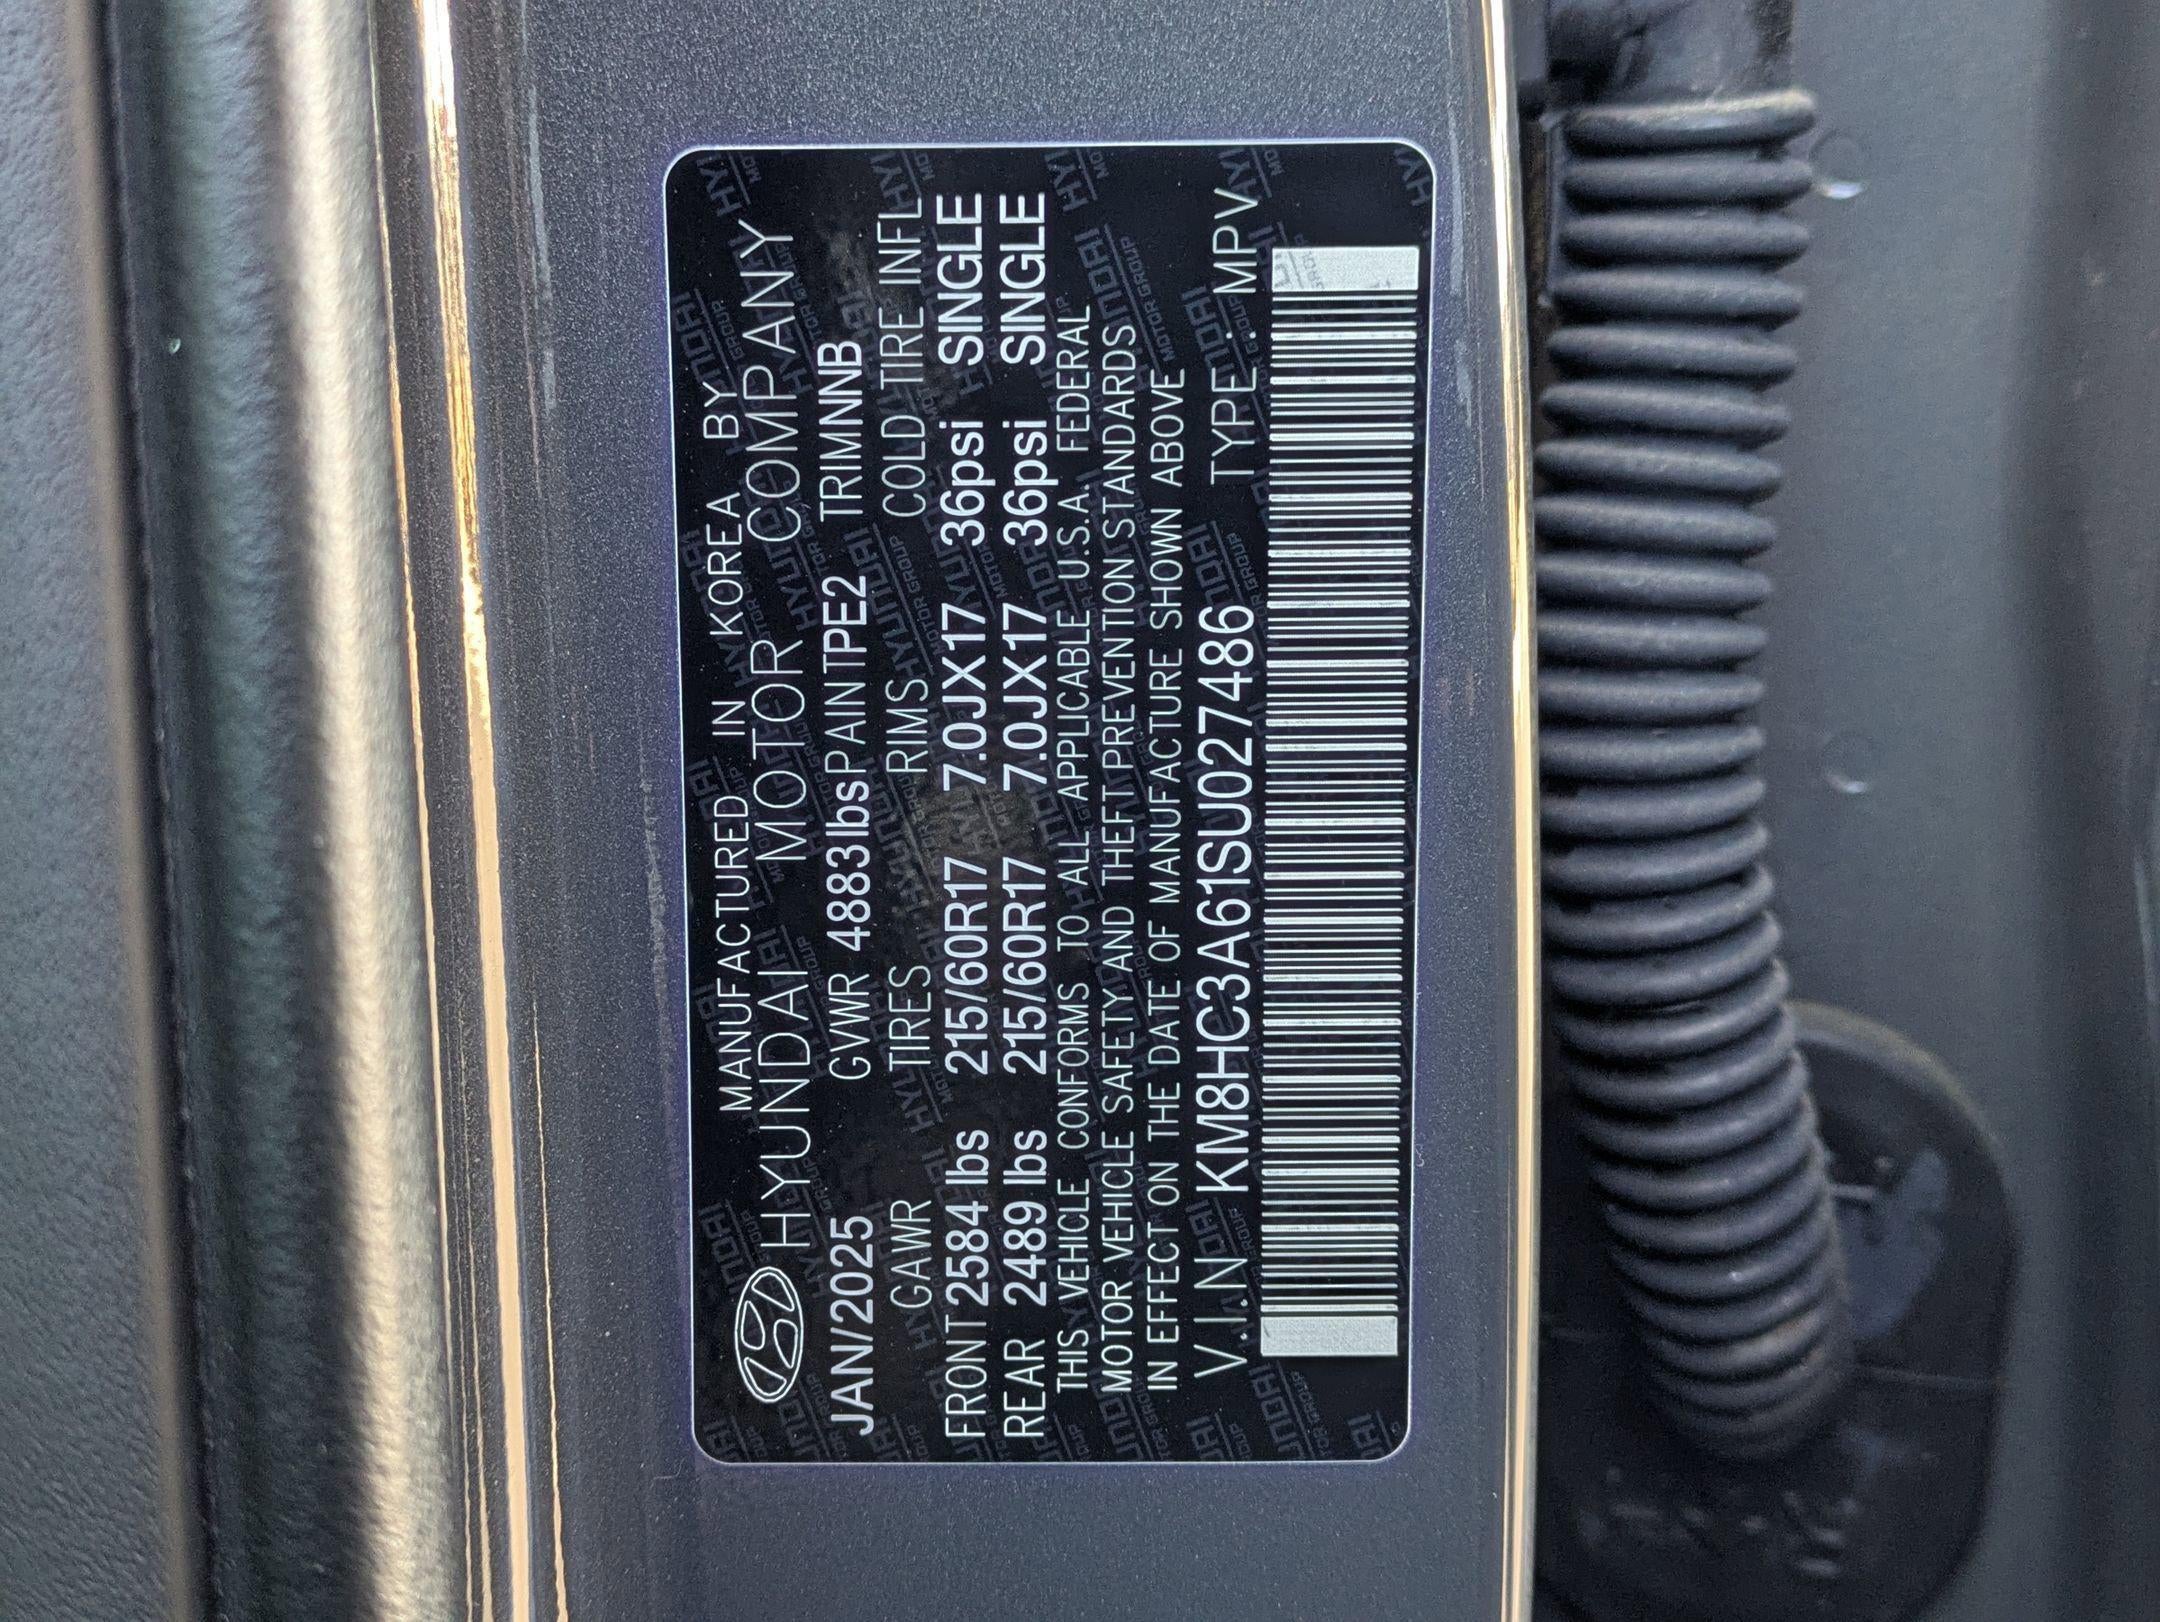 MANUFACTURED IN KOREA BY
HYUNDAI MOTOR COMPANY
JAN/2025 GVWR 4883lbs PAINT PE2 TRIM NNB
GAWR TIRES RIMS COLD TIRE INFL
FRONT 2584 lbs 215/60R17 7.0JX17 36psi SINGLE
REAR 2489 lbs 215/60R17 7.0JX17 36psi SINGLE
THIS VEHICLE CONFORMS TO ALL APPLICABLE U.S.A. FEDERAL
MOTOR VEHICLE SAFETY AND THEFT PREVENTION STANDARDS
IN EFFECT ON THE DATE OF MANUFACTURE SHOWN ABOVE
V.I.N KM8HC3A61SU027486 TYPE: MPV